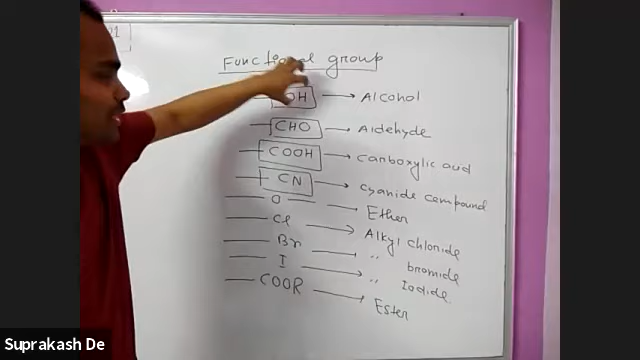 Functional group
— OH → Alcohol
— CHO → Aldehyde
— COOH → carboxylic acid
— CN → cyanide compound
— O — — Ether
— Cl → Alkyl chloride
— Br → " bromide
— I → " Iodide
— COOR → Ester
Suprakash De